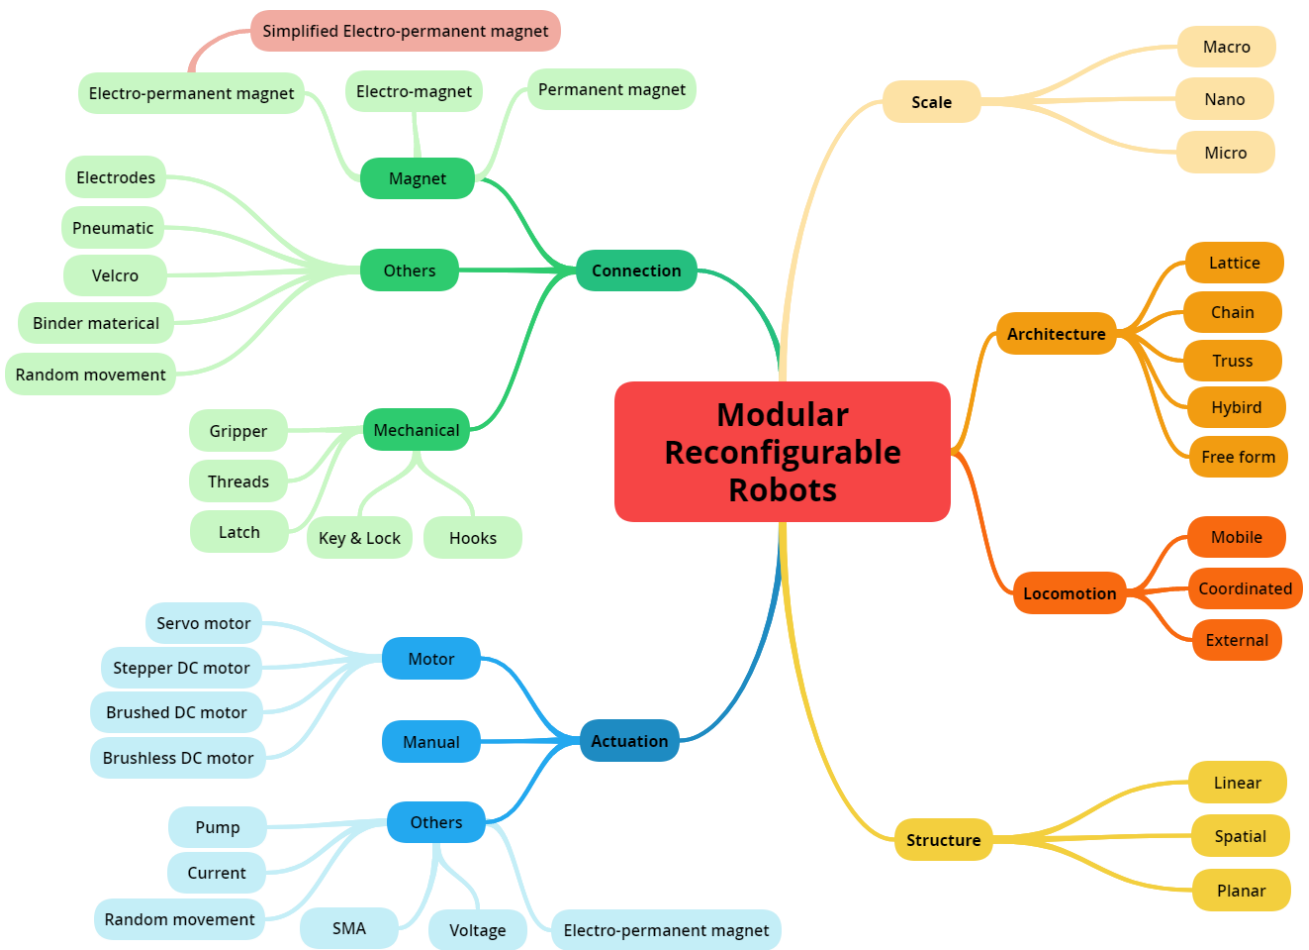 Modular
Reconfigurable
Robots
Connection
Magnet
Simplified Electro-permanent magnet
Electro-permanent magnet
Electro-magnet
Permanent magnet
Others
Electrodes
Pneumatic
Velcro
Binder materical
Random movement
Mechanical
Gripper
Threads
Latch
Key & Lock
Hooks
Actuation
Motor
Servo motor
Stepper DC motor
Brushed DC motor
Brushless DC motor
Manual
Others
Pump
Current
Random movement
SMA
Voltage
Electro-permanent magnet
Scale
Macro
Nano
Micro
Architecture
Lattice
Chain
Truss
Hybird
Free form
Locomotion
Mobile
Coordinated
External
Structure
Linear
Spatial
Planar